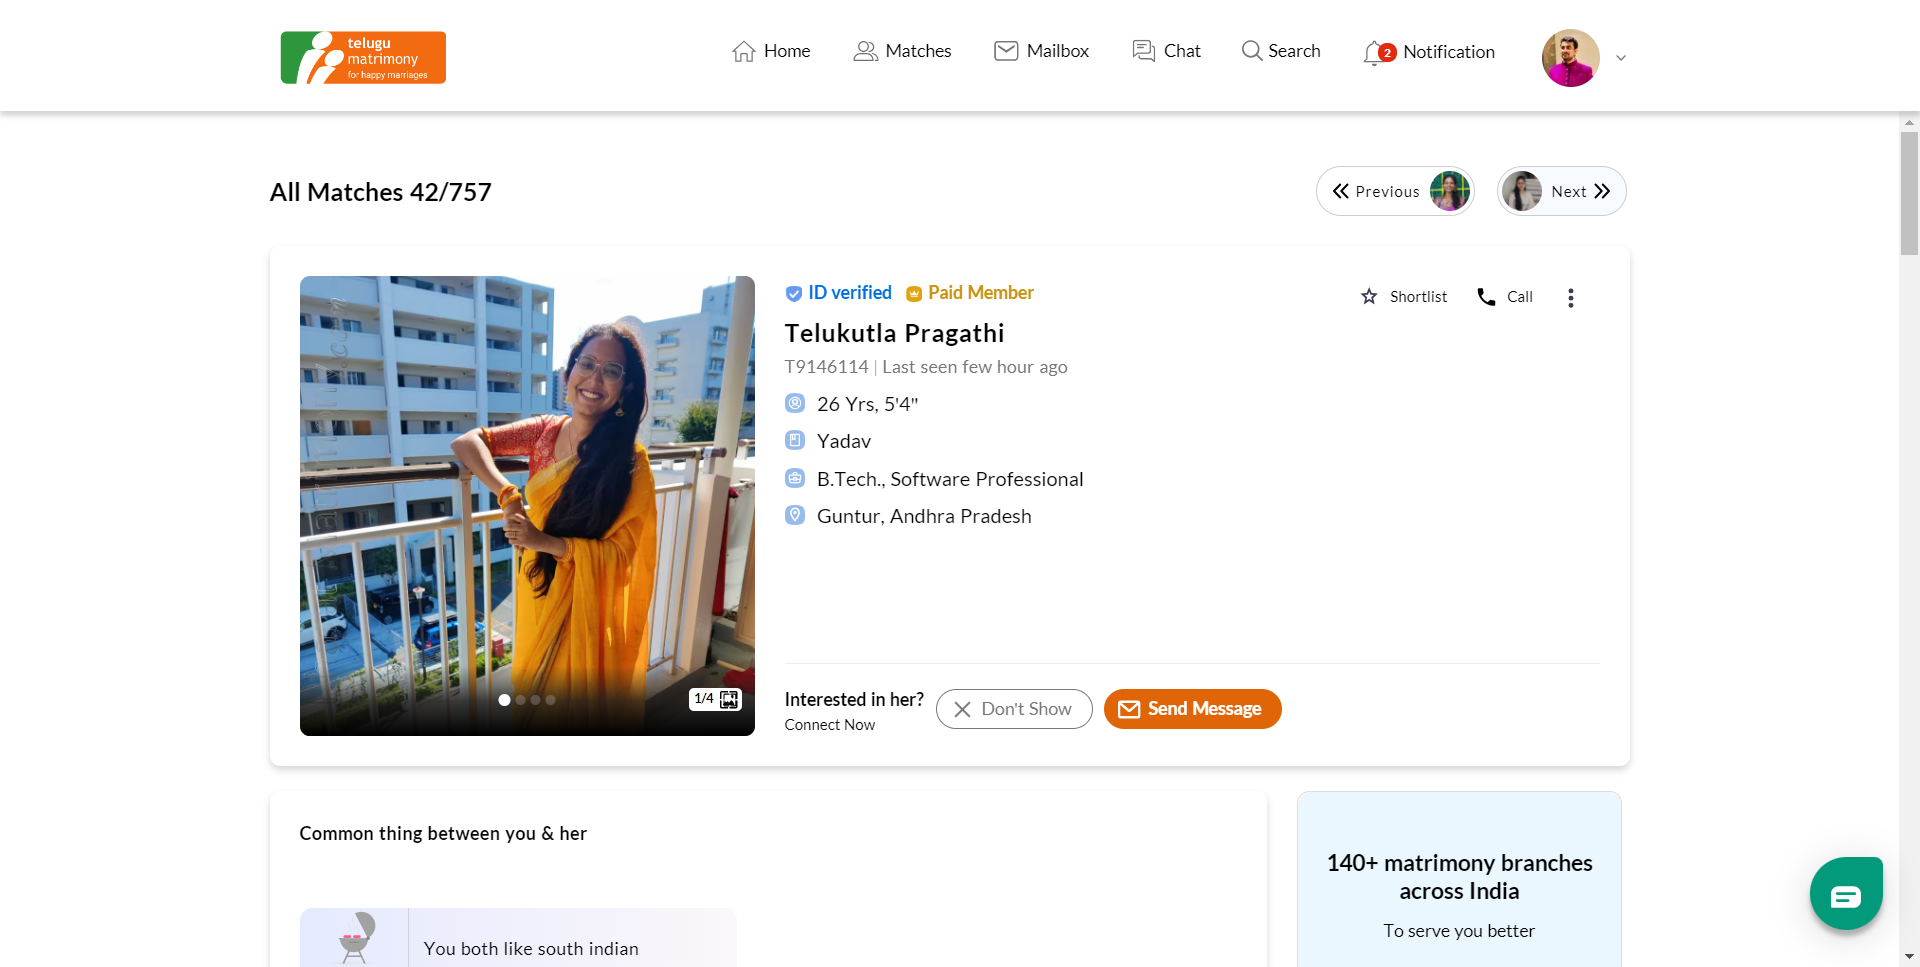 telugu
matrimony
for happy marriages
Home
Matches
Mailbox
Chat
Search
2
Notification
All Matches 42/757
Previous
Next
ID verified
Paid Member
Shortlist
Call
Telukutla Pragathi
T9146114 | Last seen few hour ago
26 Yrs, 5'4"
Yadav
B.Tech., Software Professional
Guntur, Andhra Pradesh
1/4
Interested in her?
Connect Now
Don't Show
Send Message
Common thing between you & her
You both like south indian
140+ matrimony branches
across India
To serve you better